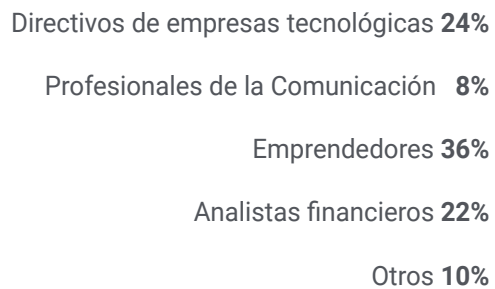 Directivos de empresas tecnológicas 24%
Profesionales de la Comunicación 8%
Emprendedores 36%
Analistas financieros 22%
Otros 10%